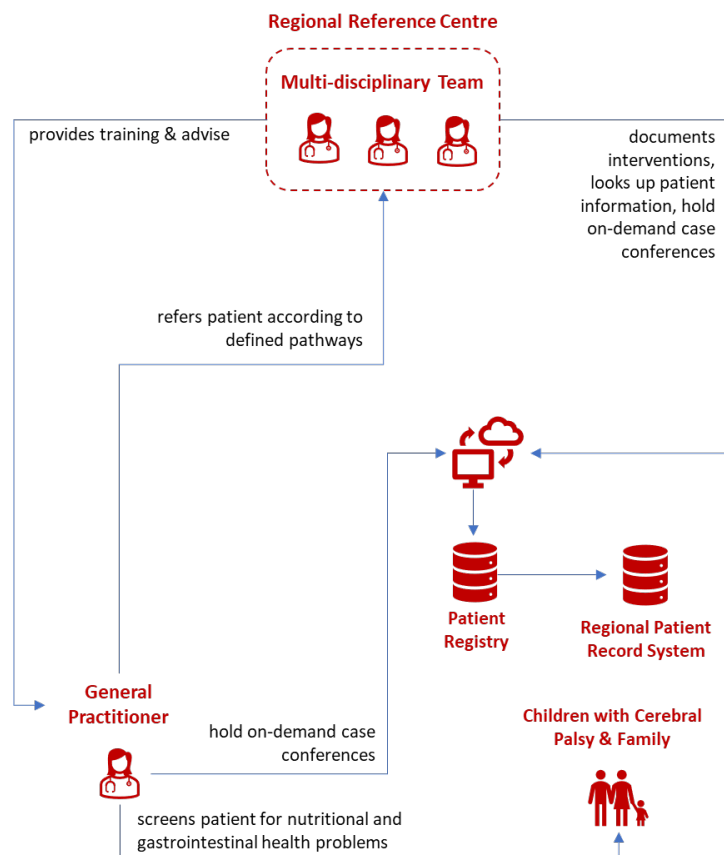 Regional Reference Centre
Multi-disciplinary Team
provides training & advise
documents
interventions,
looks up patient
information, hold
on-demand case
conferences
refers patient according to
defined pathways
Patient
Registry
Regional Patient
Record System
General
Practitioner
hold on-demand case
conferences
Children with Cerebral
Palsy & Family
screens patient for nutritional and
gastrointestinal health problems